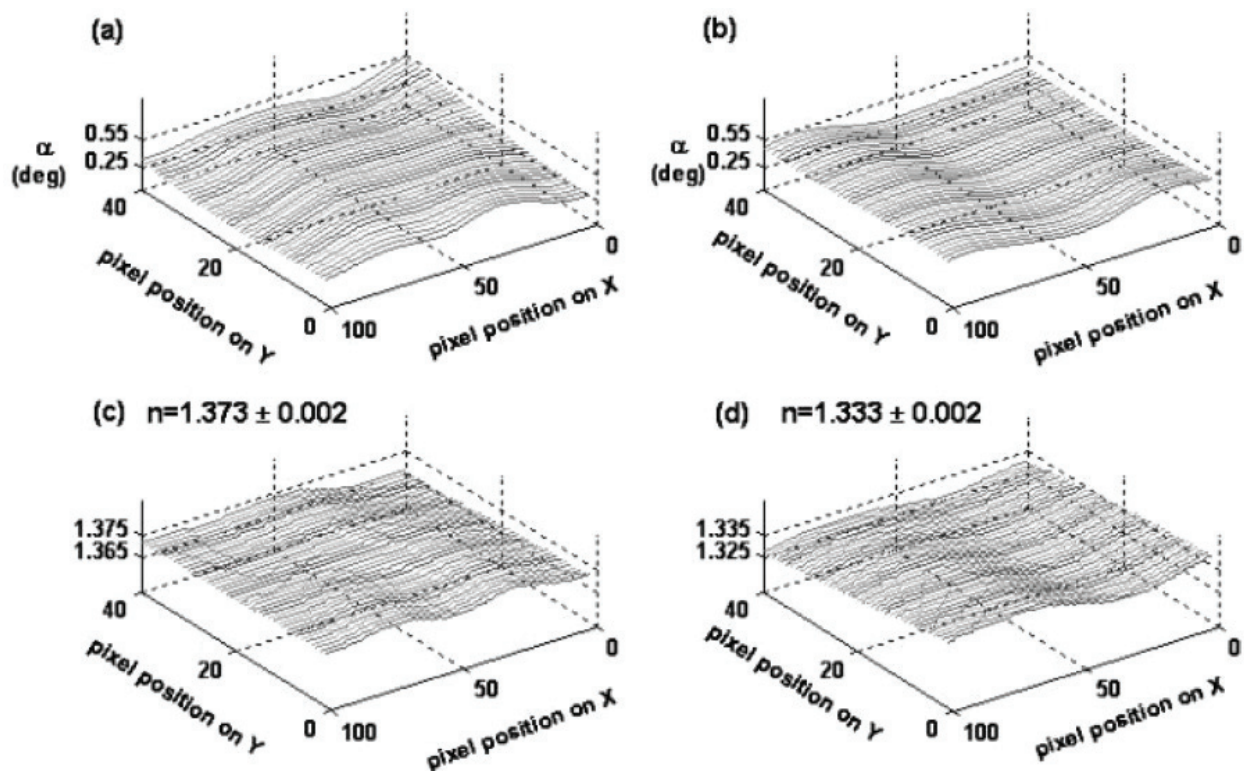 (a)
0.55
α
0.25
(deg)
40
20
0
pixel position on Y
100
50
0
pixel position on X
(b)
0.55
α
0.25
(deg)
40
20
0
pixel position on Y
100
50
0
pixel position on X
(c) n=1.373 ± 0.002
1.375
1.365
40
20
0
pixel position on Y
100
50
0
pixel position on X
(d) n=1.333 ± 0.002
1.335
1.325
40
20
0
pixel position on Y
100
50
0
pixel position on X